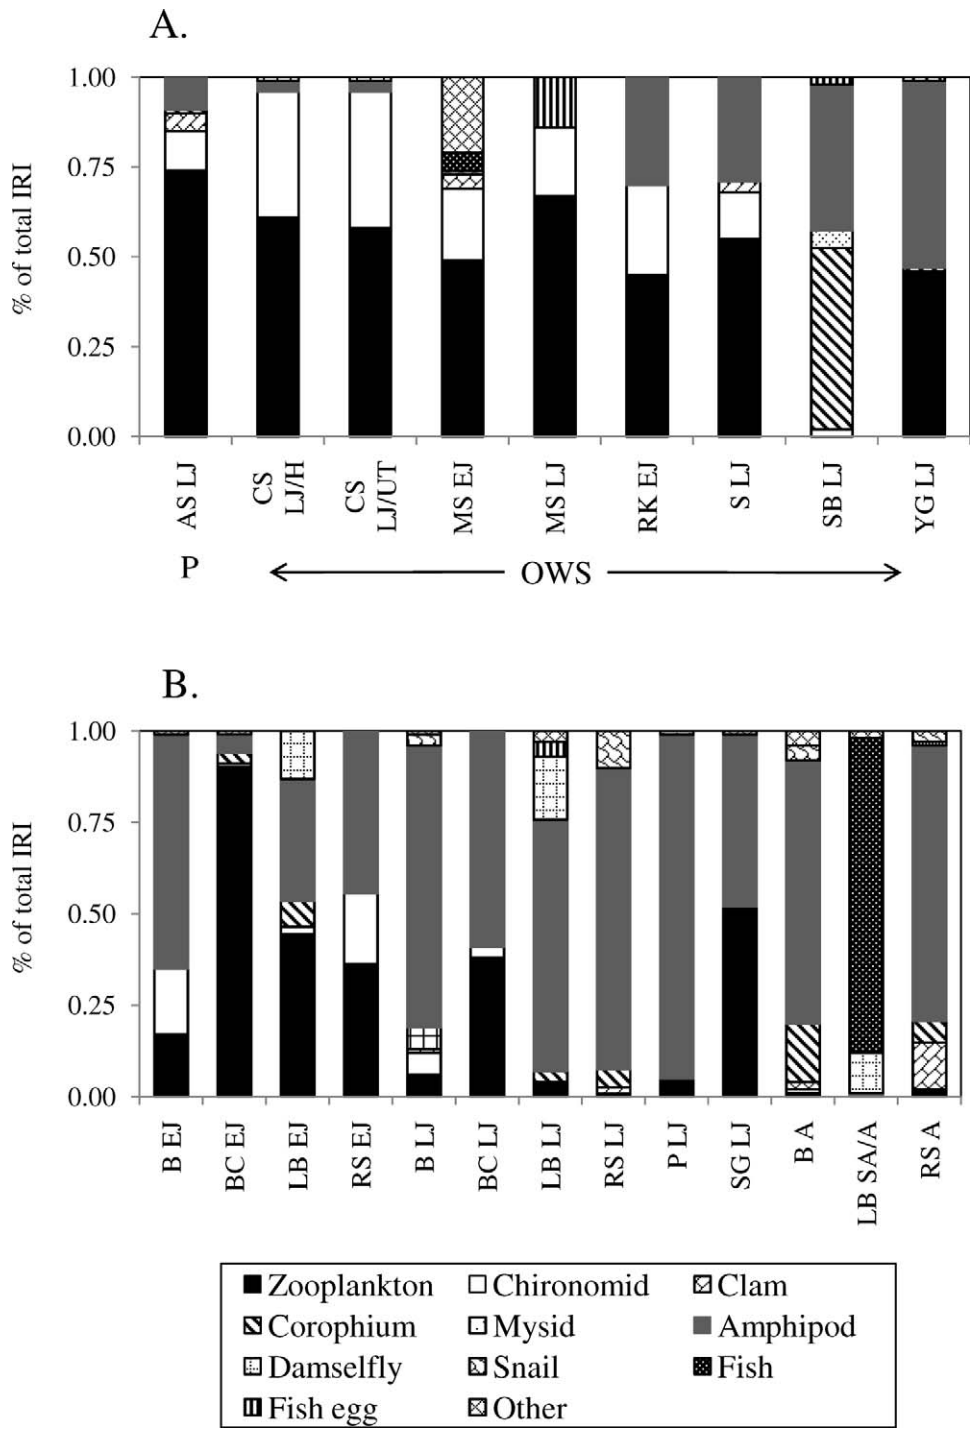 A.
% of total IRI
1.00
0.75
0.50
0.25
0.00
AS LJ
CS LJ/H
CS LJ/UT
MS EJ
MS LJ
RK EJ
S LJ
SB LJ
YG LJ
P
OWS
B.
% of total IRI
1.00
0.75
0.50
0.25
0.00
B EJ
BC EJ
LB EJ
RS EJ
B LJ
BC LJ
LB LJ
RS LJ
P LJ
SG LJ
B A
LB SA/A
RS A
Zooplankton Chironomid Clam
Corophium Mysid Amphipod
Damselfly Snail Fish
Fish egg Other